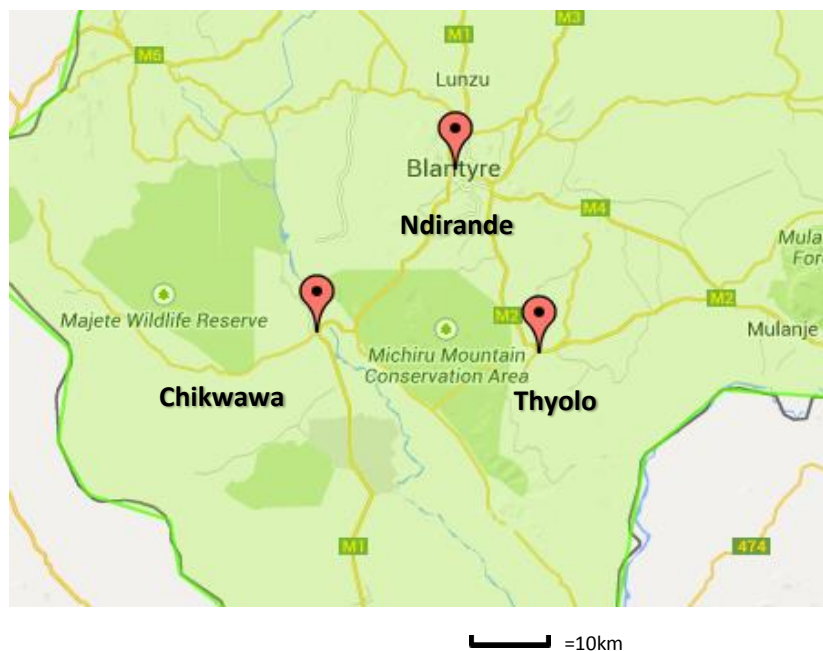 M3
M1
M6
Lunzu
Blantyre
M4
Ndirande
Mula
Fore
M2
M2
Majete Wildlife Reserve
Mulanje
Michiru Mountain
Conservation Area
Chikwawa
Thyolo
M1
474
=10km